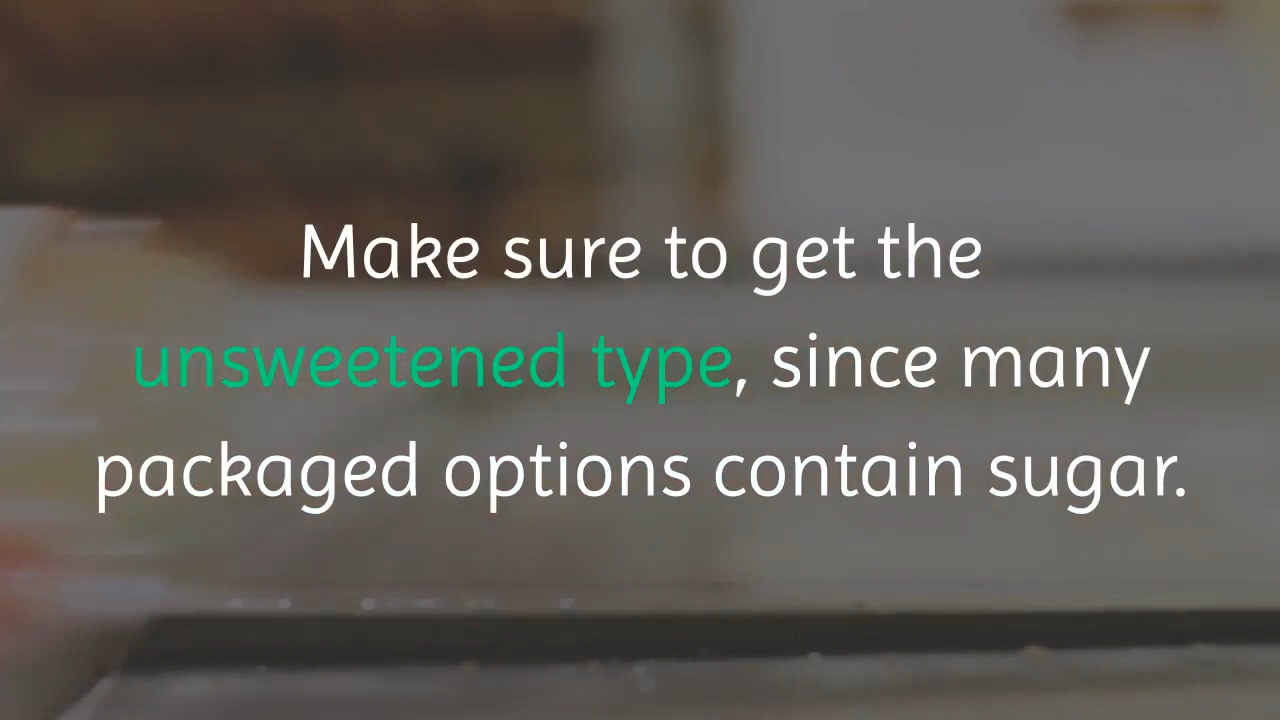 Make sure to get the
unsweetened type, since many
packaged options contain sugar.